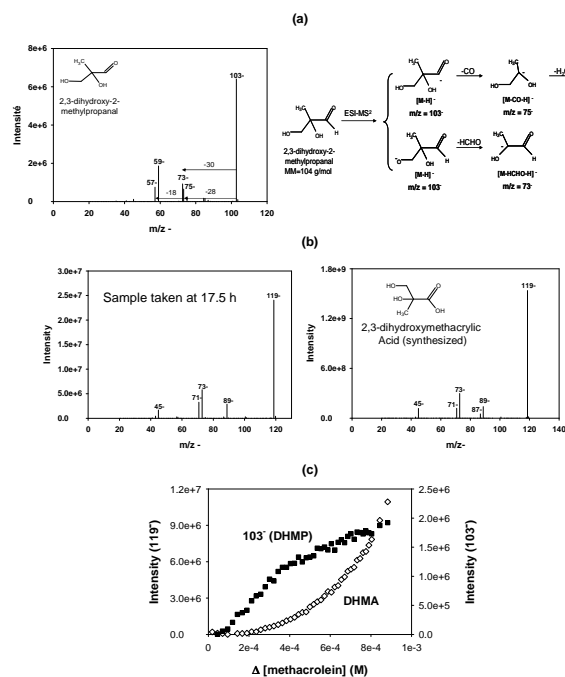 (a)
8e+6
6e+6
4e+6
2e+6
0e+0
Intensité
0 20 40 60 80 100 120
m/z -
HO
H₃C
O
OH
2,3-dihydroxy-2-
methylpropanal
103-
59-
57-
73-
75-
-30
-18
-28
2,3-dihydroxy-2-
methylpropanal
MM=104 g/mol
ESI-MS²
[M-H]⁻
m/z = 103⁻
-CO
[M-CO-H]⁻
m/z = 75⁻
[M-H]⁻
m/z = 103⁻
-HCHO
[M-HCHO-H]⁻
m/z = 73⁻
(b)
3.0E+7
2.5E+7
2.0E+7
1.5E+7
1.0E+7
5.0E+6
0.0
Intensity
Sample taken at 17.5 h
119-
73-
71-
89-
45-
0 20 40 60 80 100 120
m/z -
1.8E+9
1.2E+9
6.0E+8
0.0
Intensity
2,3-dihydroxymethacrylic
Acid (synthesized)
119-
73-
71-
89-
87-
45-
0 20 40 60 80 100 120
m/z-
(c)
1.2E+7
9.0E+6
6.0E+6
3.0E+6
0.0
Intensity (119⁻)
103⁻ (DHMP)
DHMA
2.5E+6
2.0E+6
1.5E+6
1.0E+6
5.0E+5
0.0
Intensity (103⁻)
0 2e-4 4e-4 6e-4 8e-4 1e-3
Δ [methacrolein] (M)